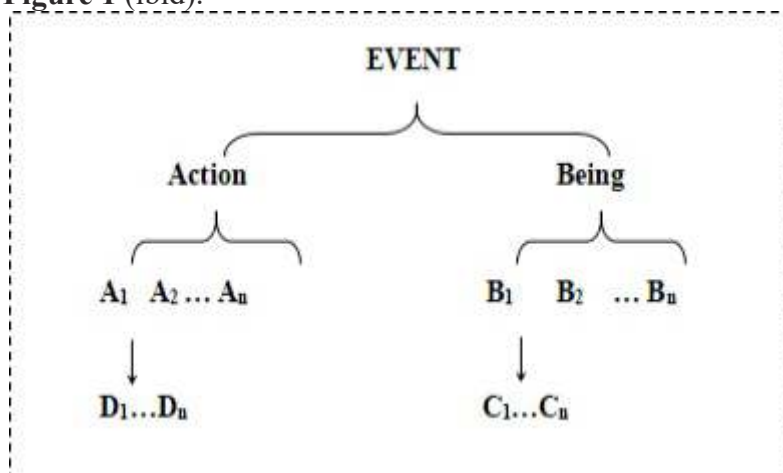 Figure 1 (ibid).
EVENT
Action Being
A₁ A₂ ... Aₙ B₁ B₂ ... Bₙ
D₁...Dₙ C₁...Cₙ